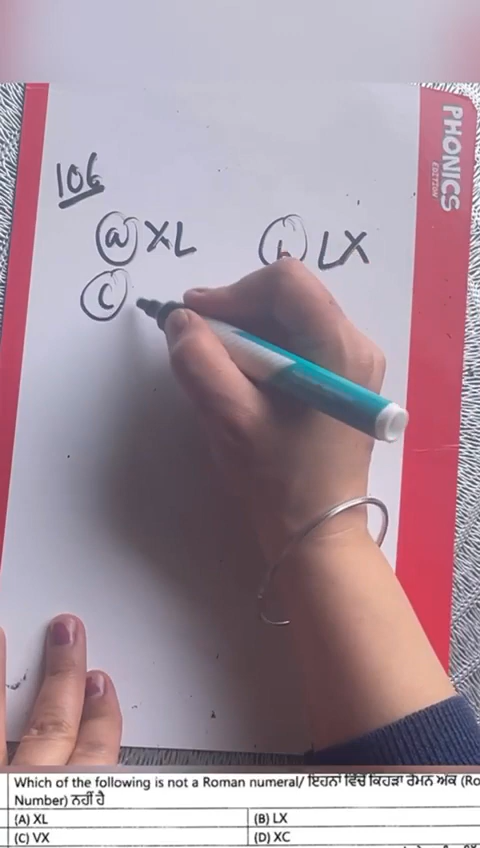 PHONICS
EDITION
106
(a) XL (b) LX
(c)
Which of the following is not a Roman numeral/ ਇਹਨਾਂ ਵਿੱਚੋਂ ਕਿਹੜਾ ਰੋਮਨ ਅੰਕ (Ro
Number) ਨਹੀਂ ਹੈ
(A) XL (B) LX
(C) VX (D) XC